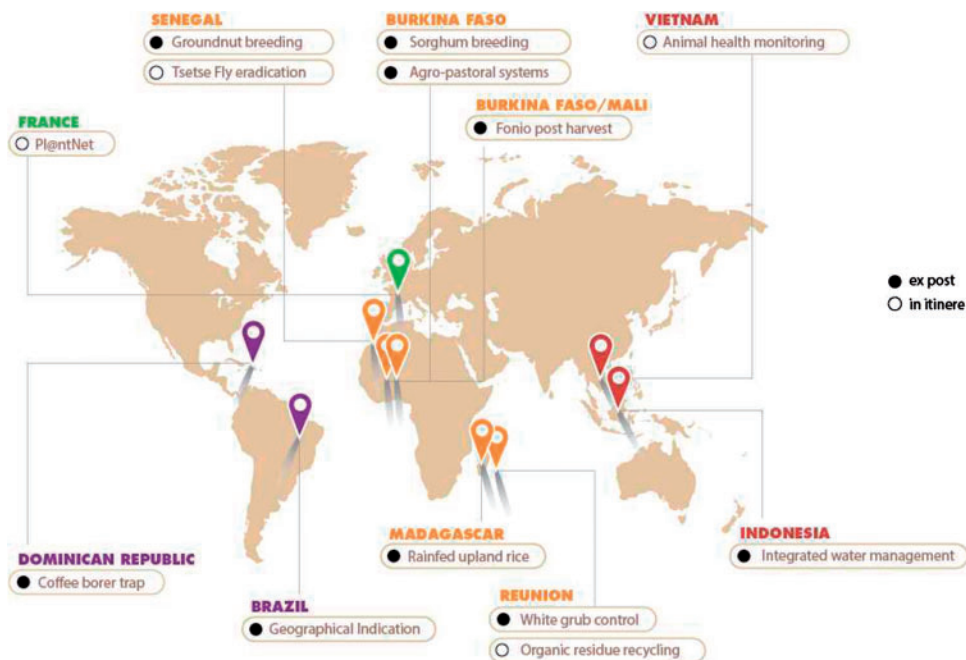 SENEGAL
Groundnut breeding
Tsetse Fly eradication
BURKINA FASO
Sorghum breeding
Agro-pastoral systems
VIETNAM
Animal health monitoring
BURKINA FASO/MALI
Fonio post harvest
FRANCE
Pl@ntNet
ex post
in itinere
DOMINICAN REPUBLIC
Coffee borer trap
BRAZIL
Geographical Indication
MADAGASCAR
Rainfed upland rice
REUNION
White grub control
Organic residue recycling
INDONESIA
Integrated water management